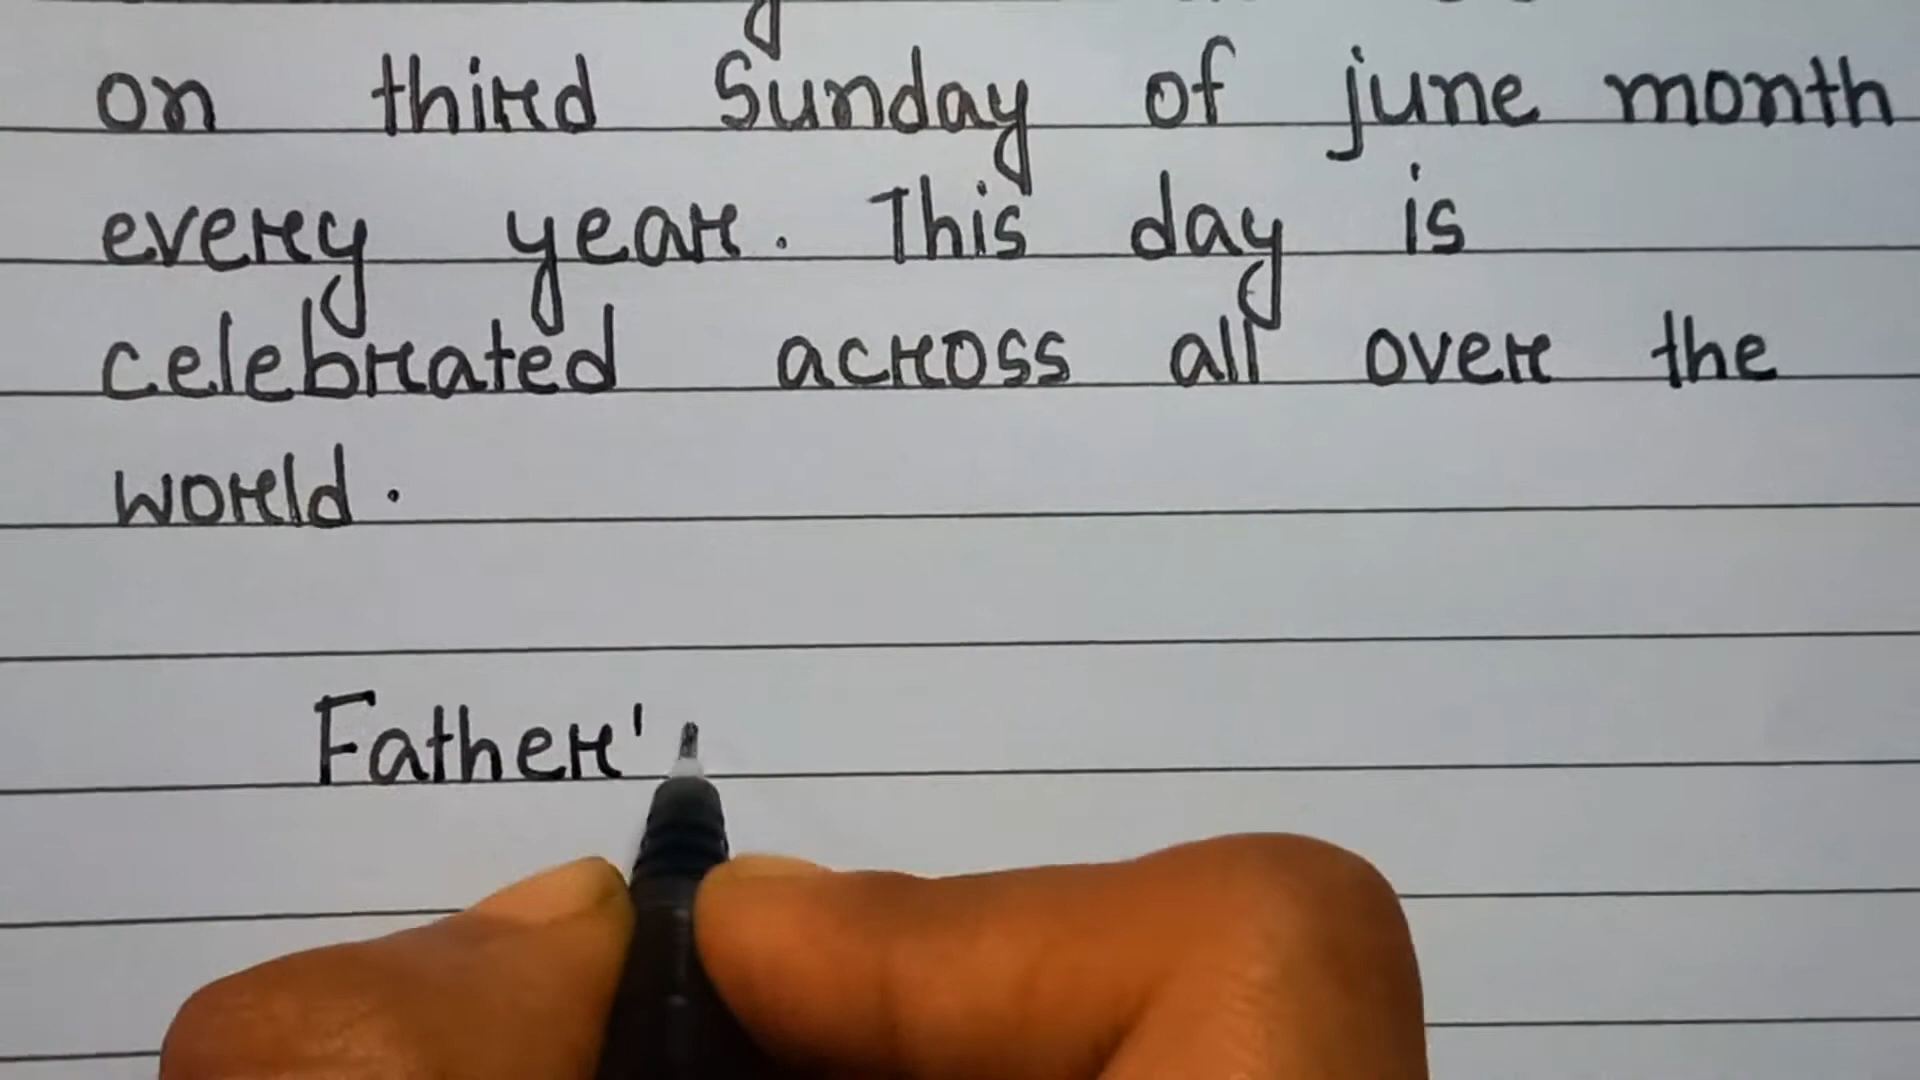 on third Sunday of june month
every year. This day is
celebrated across all over the
world.
Father'